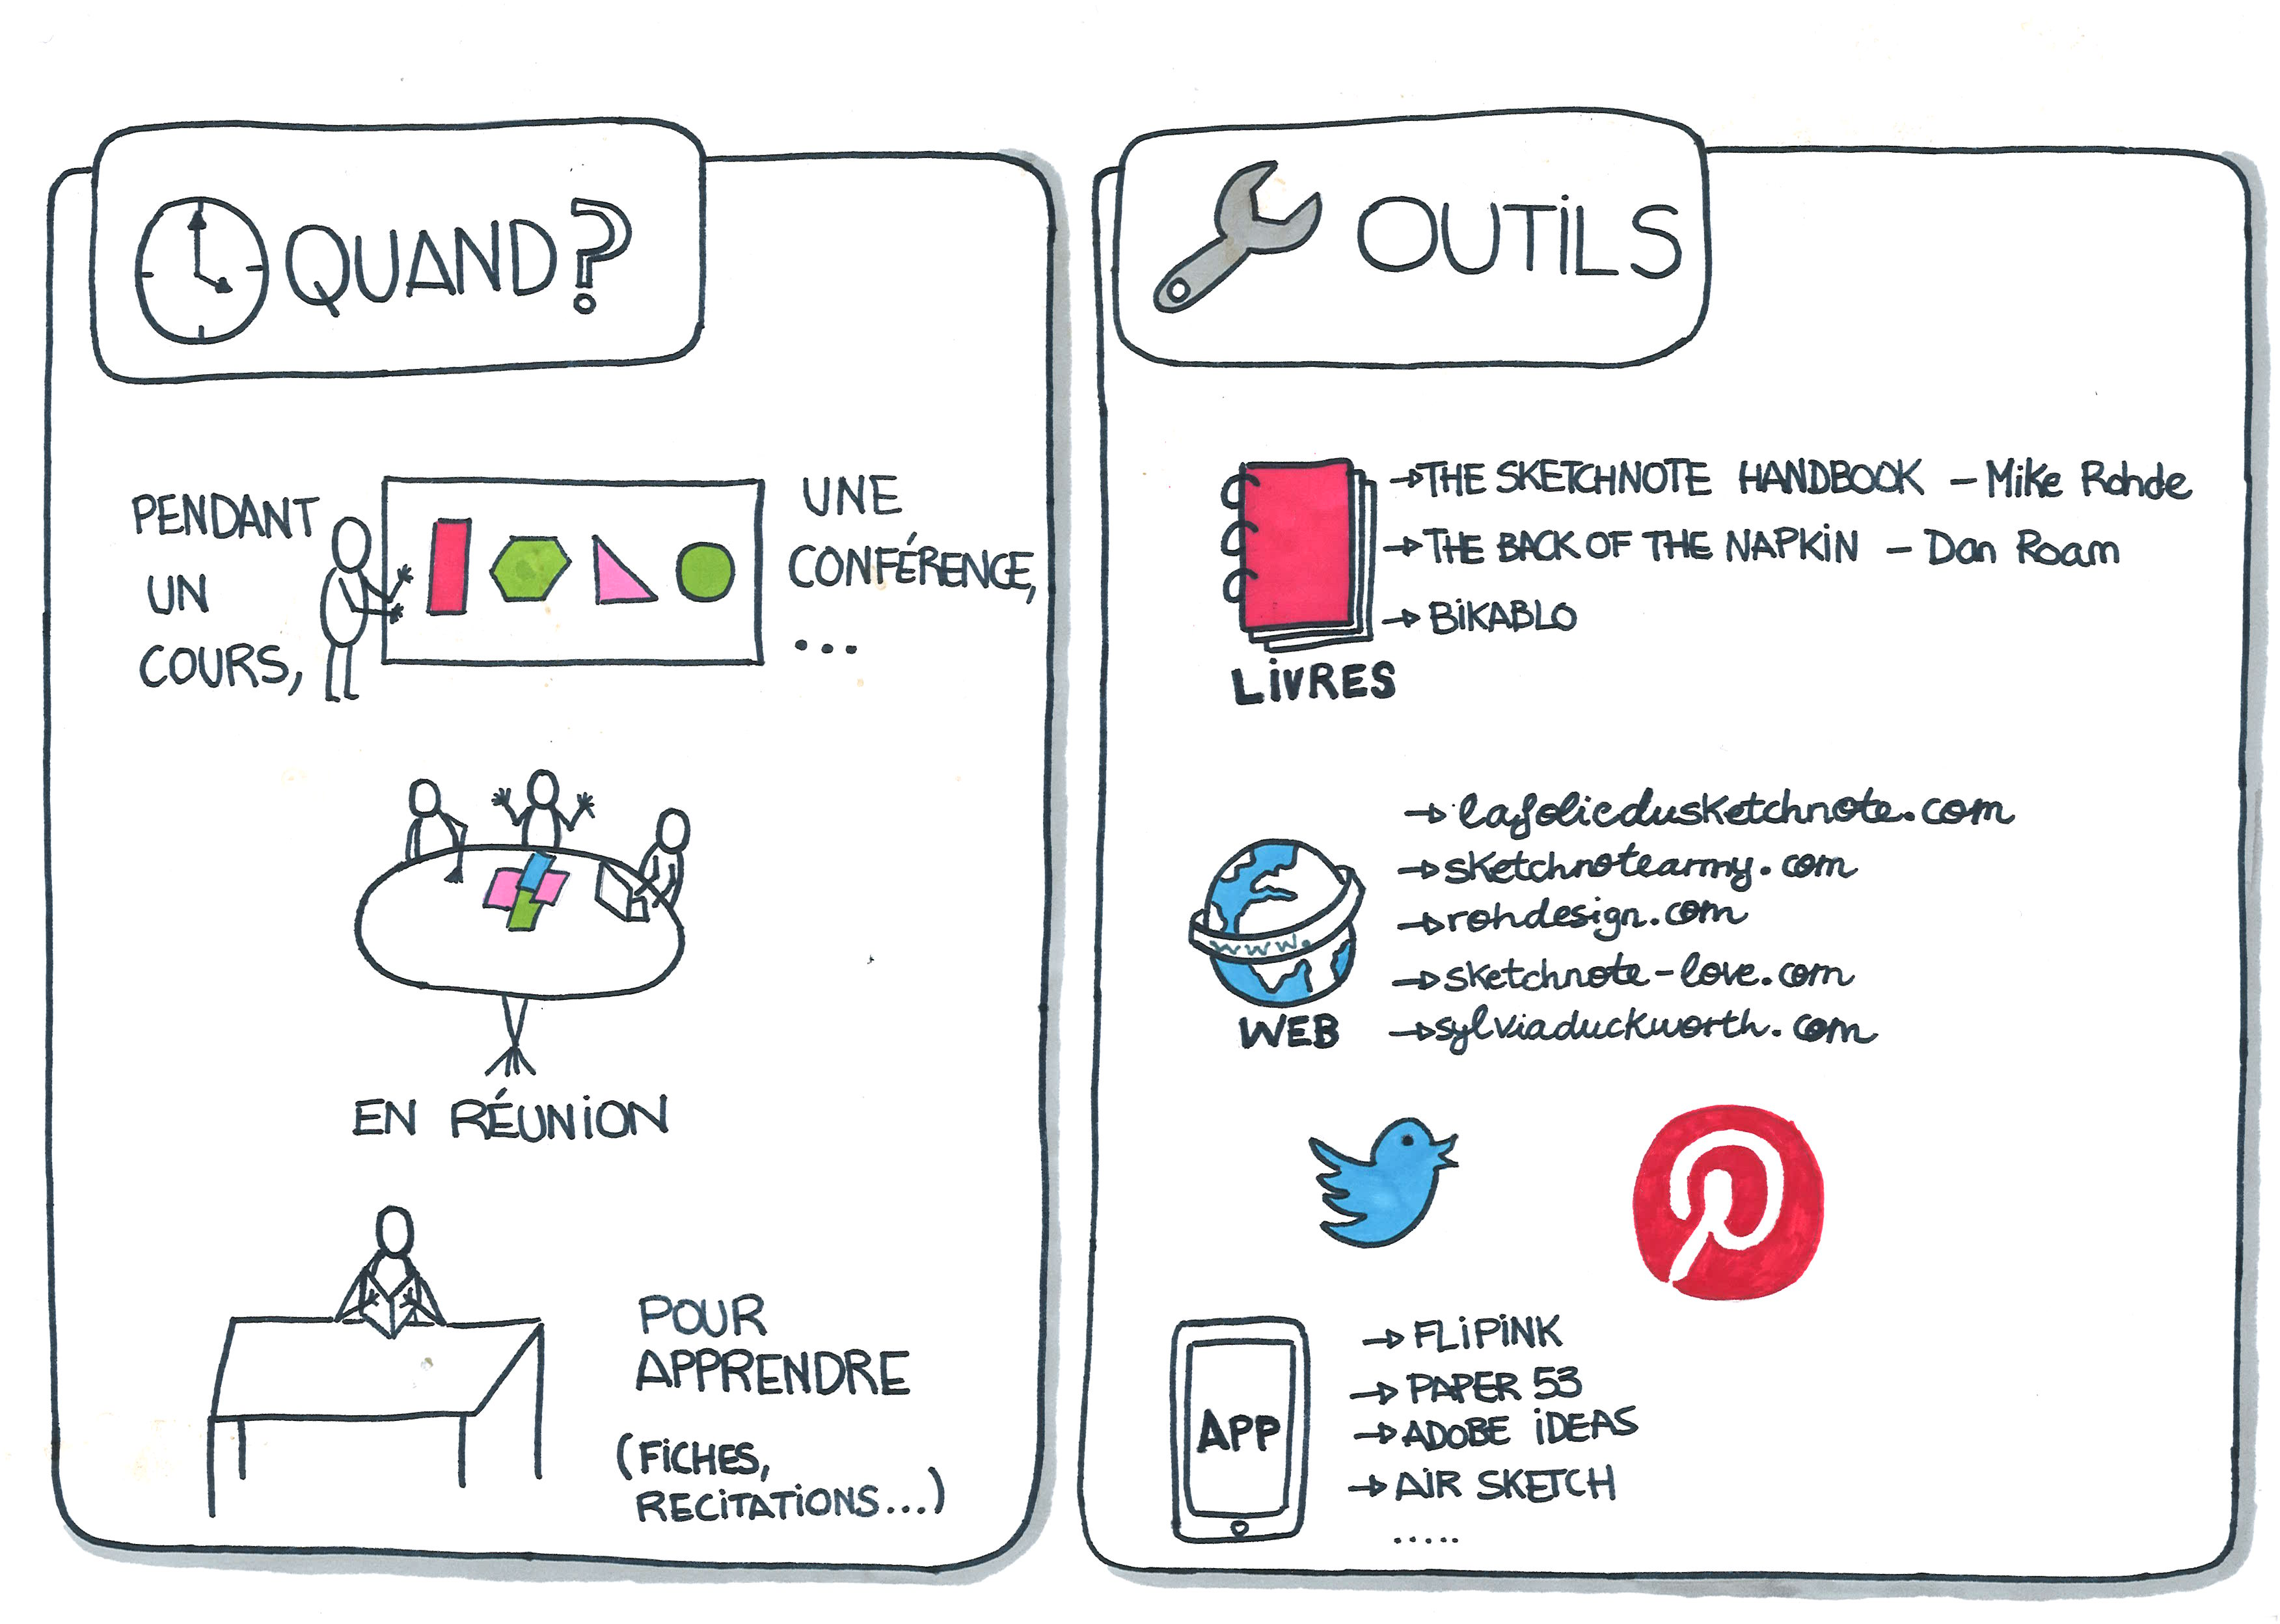 QUAND?
PENDANT
UN
COURS,
UNE
CONFÉRENCE,
...
EN RÉUNION
POUR
APPRENDRE
(FICHES,
RECITATIONS...)
OUTILS
→THE SKETCHNOTE HANDBOOK – Mike Rohde
→THE BACK OF THE NAPKIN – Dan Roam
→BIKABLO
LIVRES
→lafoliedusketchnote.com
→sketchnotearmy.com
→rohdesign.com
→sketchnote-love.com
→sylviaduckworth.com
www.
WEB
→FLIPINK
→PAPER 53
→ADOBE IDEAS
→AIR SKETCH
.....
APP